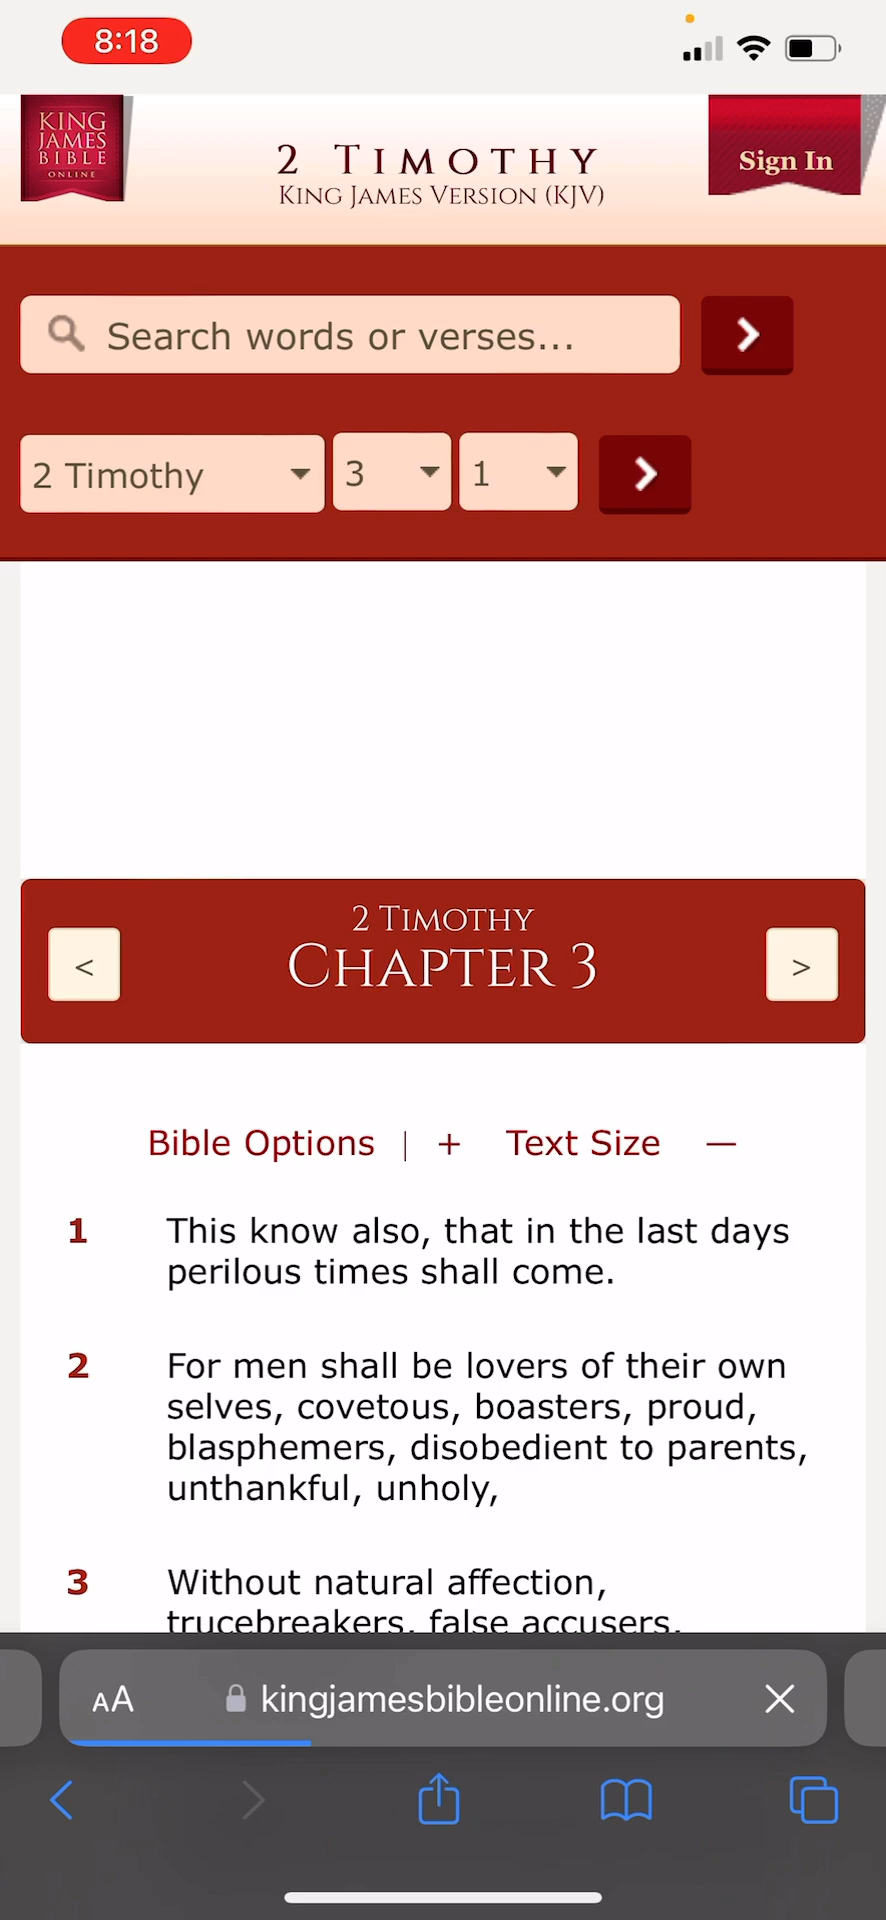 8:18
KING
JAMES
BIBLE
ONLINE
2 TIMOTHY
KING JAMES VERSION (KJV)
Sign In
Search words or verses...
2 Timothy 3 1
2 TIMOTHY
< CHAPTER 3 >
Bible Options | + Text Size —
1 This know also, that in the last days
perilous times shall come.
2 For men shall be lovers of their own
selves, covetous, boasters, proud,
blasphemers, disobedient to parents,
unthankful, unholy,
3 Without natural affection,
trucebreakers, false accusers,
AA kingjamesbibleonline.org